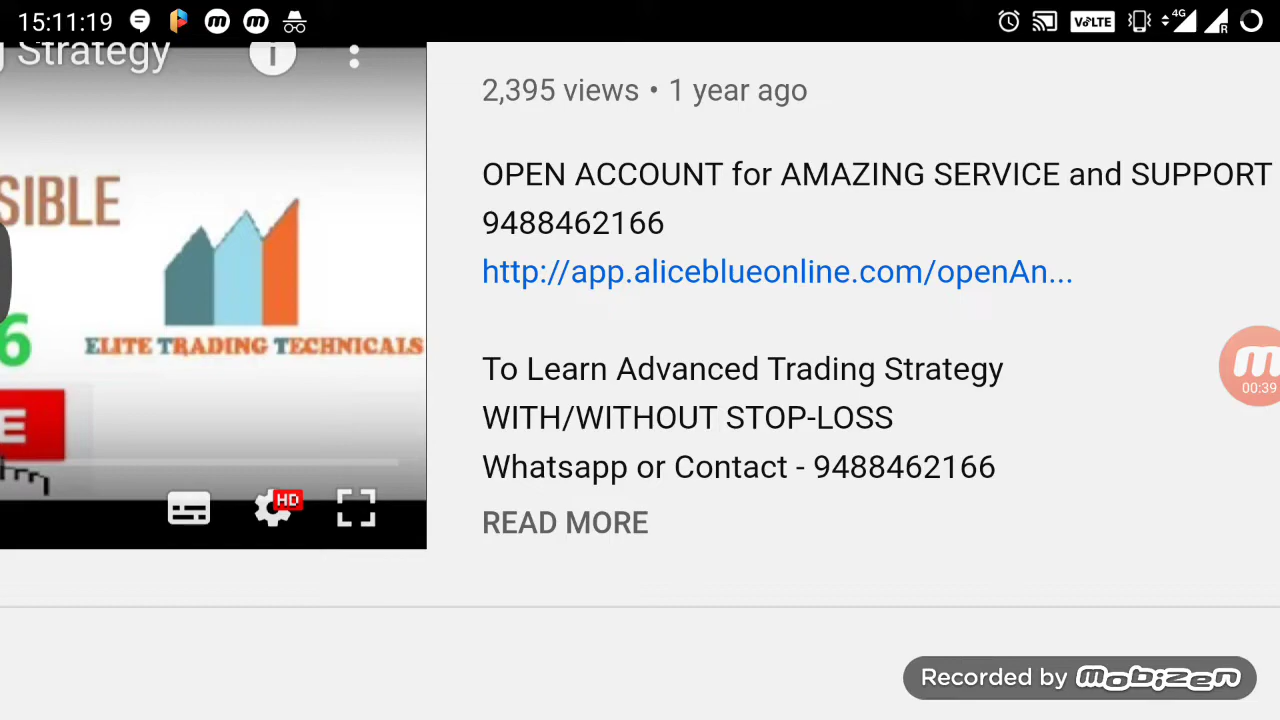 15:11:19
VoLTE 4G R
Strategy
2,395 views • 1 year ago
SIBLE
OPEN ACCOUNT for AMAZING SERVICE and SUPPORT
9488462166
http://app.aliceblueonline.com/openAn...
6
ELITE TRADING TECHNICALS
To Learn Advanced Trading Strategy
WITH/WITHOUT STOP-LOSS
Whatsapp or Contact - 9488462166
00:39
E
HD
READ MORE
Recorded by mobizen